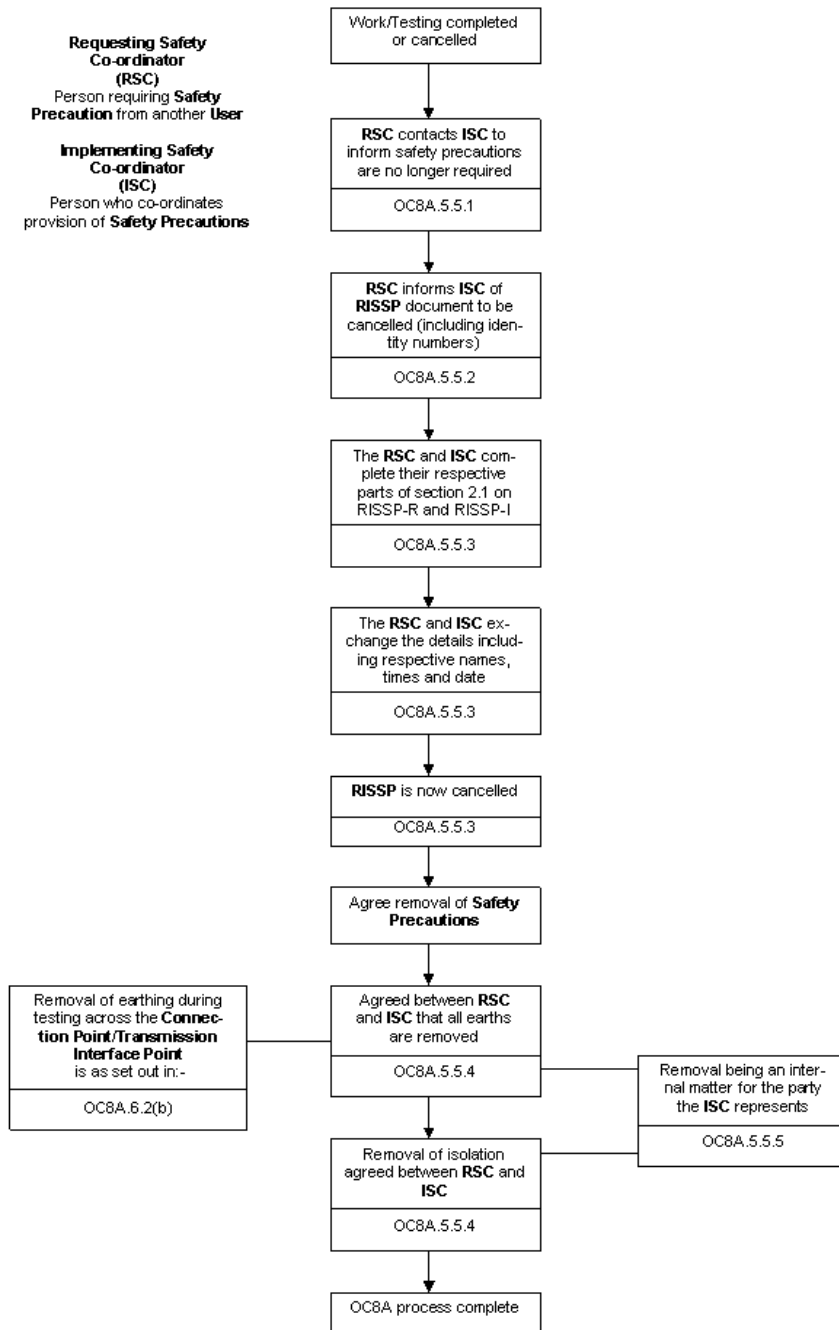 Requesting Safety
Co-ordinator
(RSC)
Person requiring Safety
Precaution from another User
Implementing Safety
Co-ordinator
(ISC)
Person who co-ordinates
provision of Safety Precautions
Work/Testing completed
or cancelled
RSC contacts ISC to
inform safety precautions
are no longer required
OC8A.5.5.1
RSC informs ISC of
RISSP document to be
cancelled (including iden-
tity numbers)
OC8A.5.5.2
The RSC and ISC com-
plete their respective
parts of section 2.1 on
RISSP-R and RISSP-I
OC8A.5.5.3
The RSC and ISC ex-
change the details includ-
ing respective names,
times and date
OC8A.5.5.3
RISSP is now cancelled
OC8A.5.5.3
Agree removal of Safety
Precautions
Removal of earthing during
testing across the Connec-
tion Point/Transmission
Interface Point
is as set out in:-
OC8A.6.2(b)
Agreed between RSC
and ISC that all earths
are removed
OC8A.5.5.4
Removal being an inter-
nal matter for the party
the ISC represents
OC8A.5.5.5
Removal of isolation
agreed between RSC and
ISC
OC8A.5.5.4
OC8A process complete